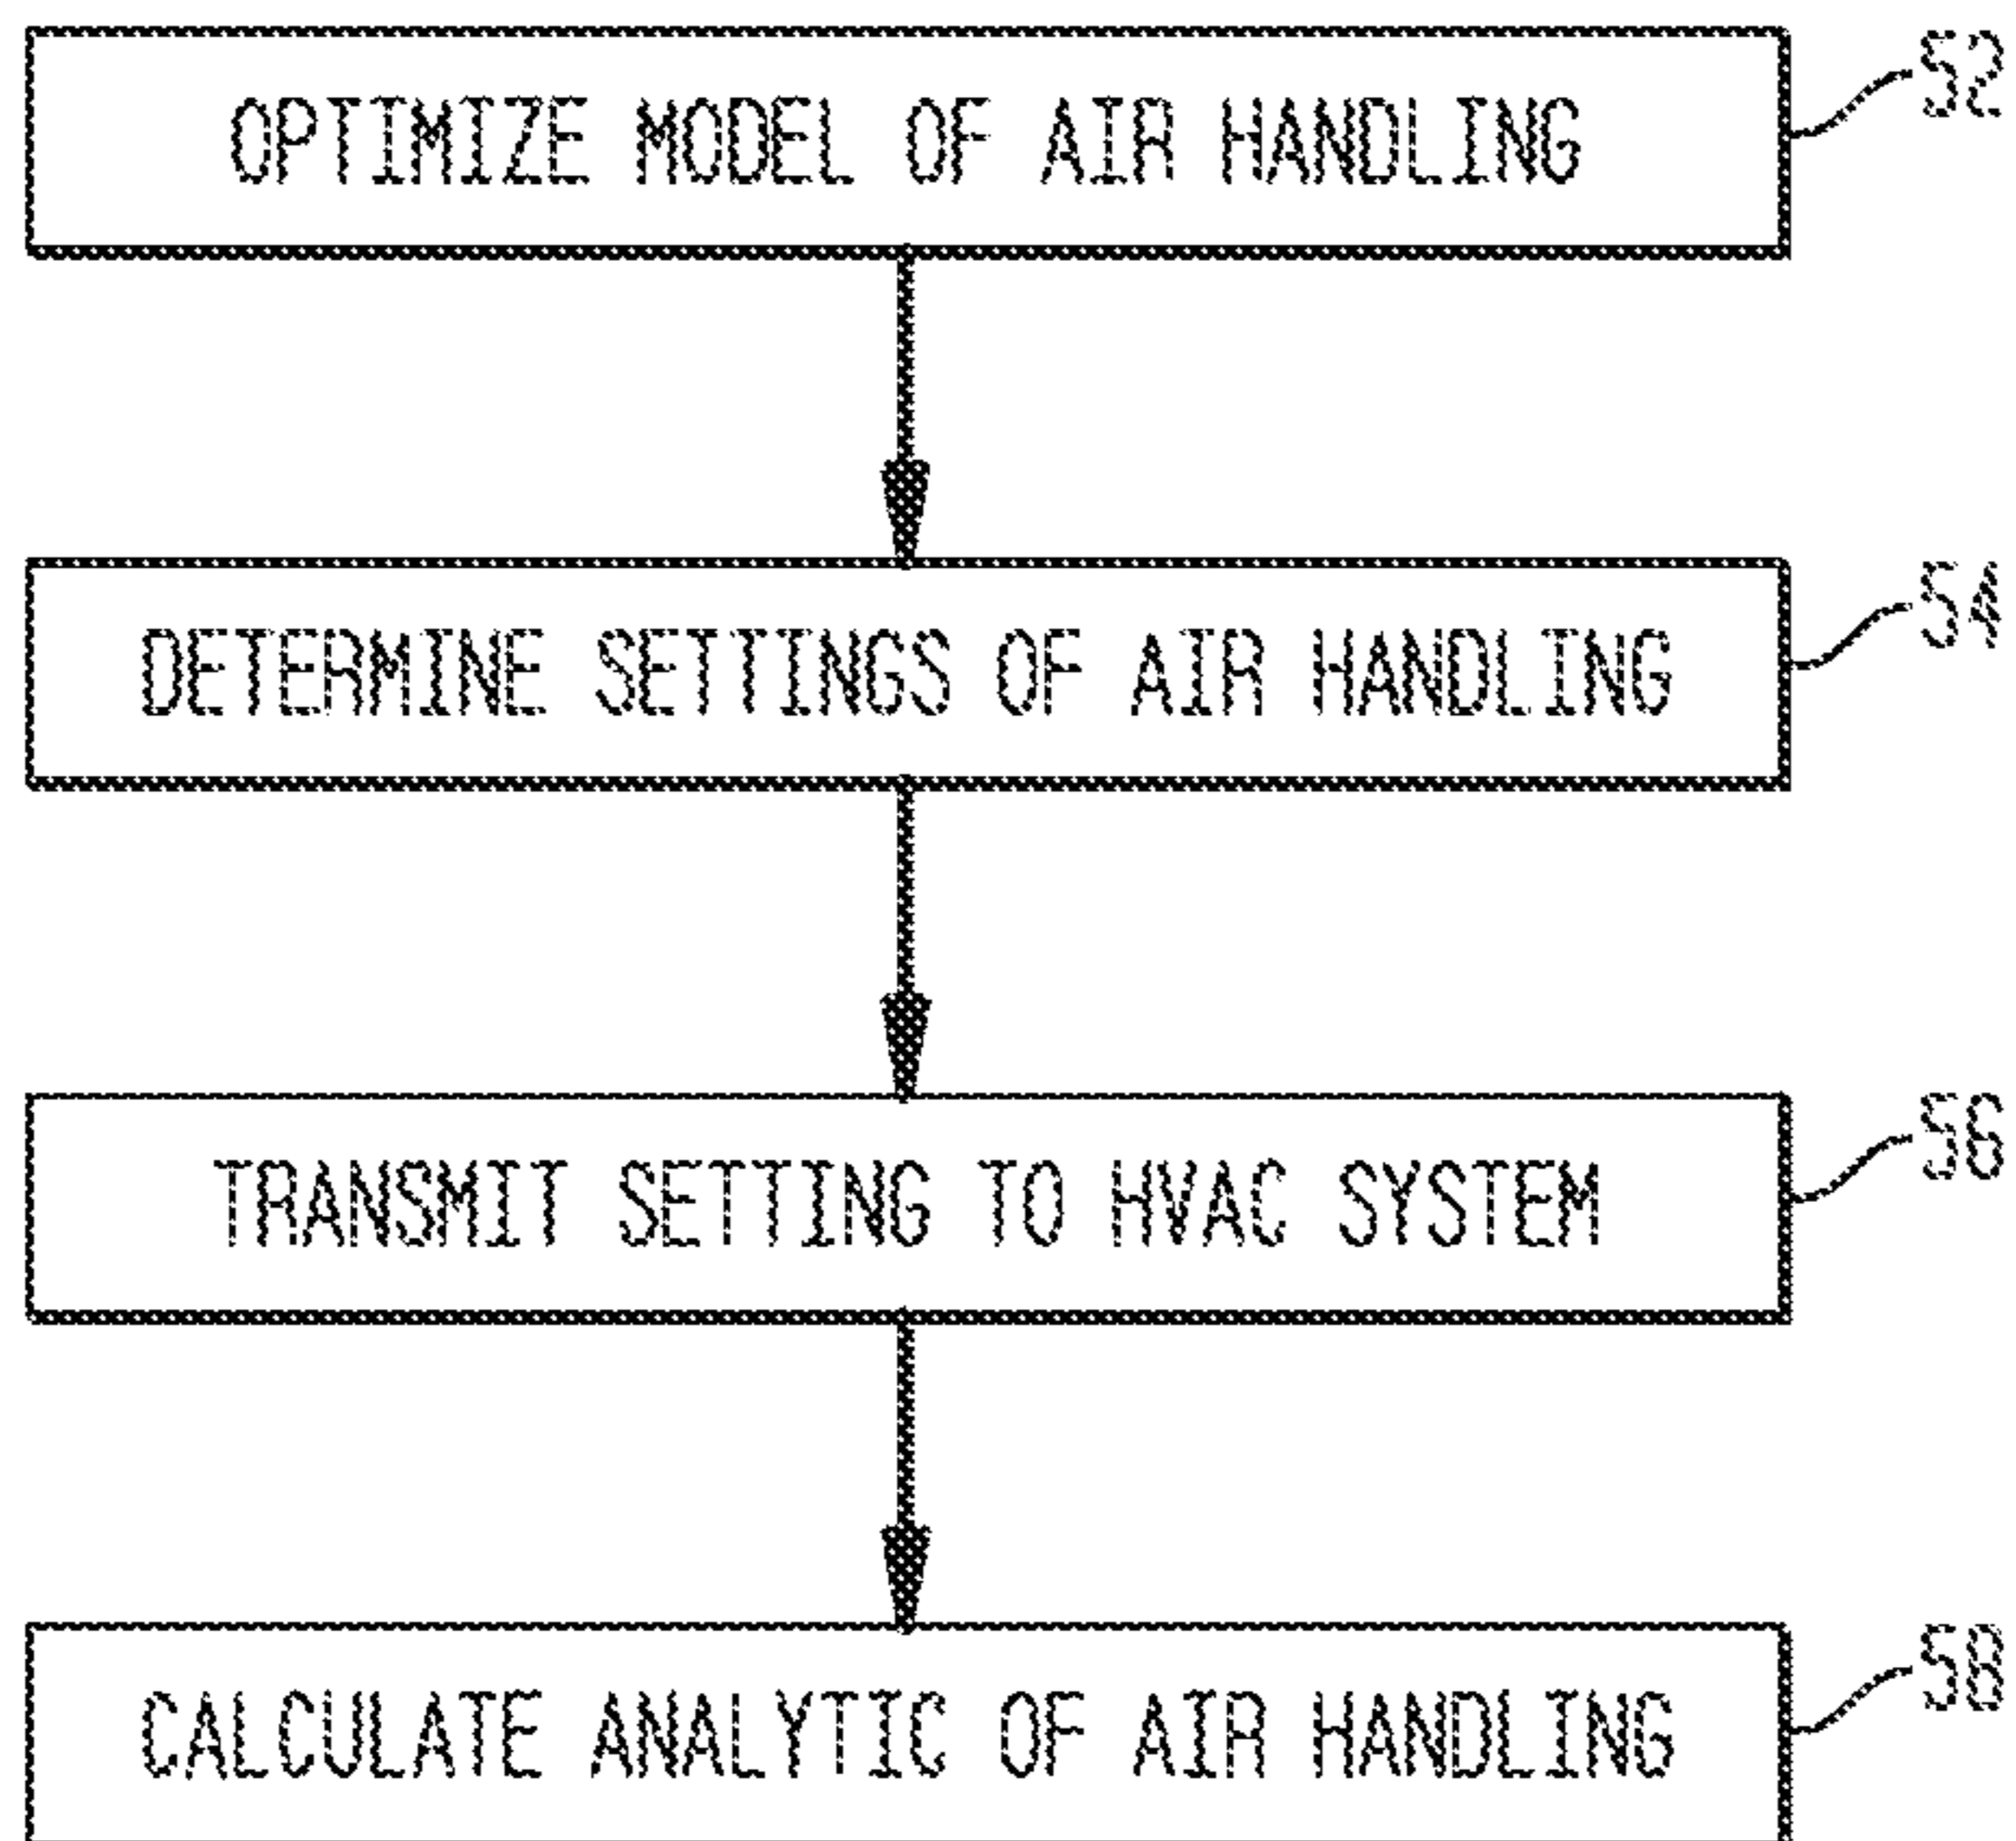 OPTIMIZE MODEL OF AIR HANDLING
52
DETERMINE SETTINGS OF AIR HANDLING
54
TRANSMIT SETTING TO HVAC SYSTEM
56
CALCULATE ANALYTIC OF AIR HANDLING
58